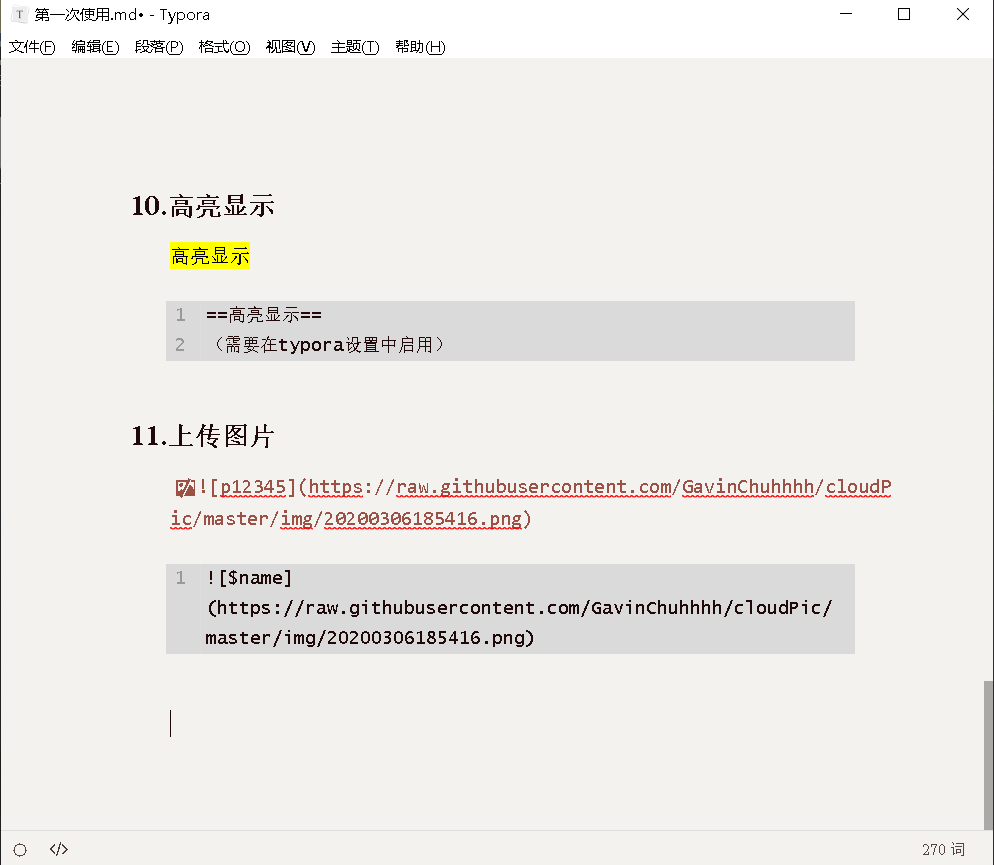 第一次使用.md• - Typora
文件(F) 编辑(E) 段落(P) 格式(O) 视图(V) 主题(T) 帮助(H)
10.高亮显示
高亮显示
1 ==高亮显示==
2 （需要在typora设置中启用）
11.上传图片
![p12345](https://raw.githubusercontent.com/GavinChuhhhh/cloudP
ic/master/img/20200306185416.png)
1 ![$name]
(https://raw.githubusercontent.com/GavinChuhhhh/cloudPic/
master/img/20200306185416.png)
</> 270 词